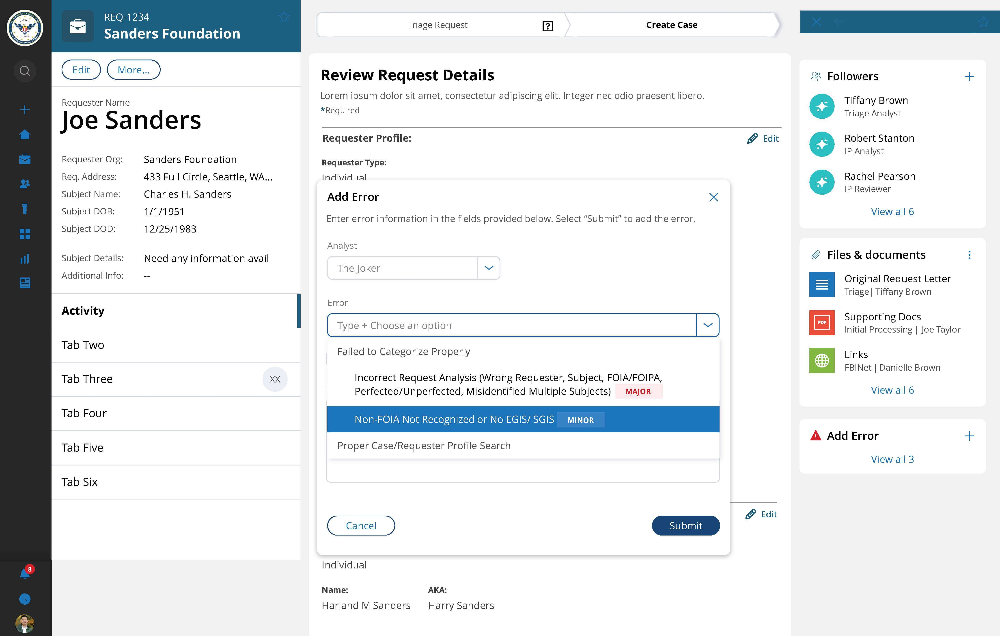 REQ-1234
Sanders Foundation
Edit
More...
Requester Name
Joe Sanders
Requester Org: Sanders Foundation
Req. Address: 433 Full Circle, Seattle, WA...
Subject Name: Charles H. Sanders
Subject DOB: 1/1/1951
Subject DOD: 12/25/1983
Subject Details: Need any information avail
Additional Info: --
Activity
Tab Two
Tab Three XX
Tab Four
Tab Five
Tab Six
8
Triage Request
?
Create Case
Review Request Details
Lorem ipsum dolor sit amet, consectetur adipiscing elit. Integer nec odio praesent libero.
*Required
Requester Profile:
Edit
Requester Type:
Individual
Add Error
Enter error information in the fields provided below. Select “Submit” to add the error.
Analyst
The Joker
Error
Type + Choose an option
Failed to Categorize Properly
Incorrect Request Analysis (Wrong Requester, Subject, FOIA/FOIPA,
Perfected/Unperfected, Misidentified Multiple Subjects) MAJOR
Non-FOIA Not Recognized or No EGIS/ SGIS MINOR
Proper Case/Requester Profile Search
Cancel
Submit
Edit
Individual
Name: AKA:
Harland M Sanders Harry Sanders
Followers
Tiffany Brown
Triage Analyst
Robert Stanton
IP Analyst
Rachel Pearson
IP Reviewer
View all 6
Files & documents
Original Request Letter
Triage | Tiffany Brown
PDF
Supporting Docs
Initial Processing | Joe Taylor
Links
FBINet | Danielle Brown
View all 6
Add Error
View all 3